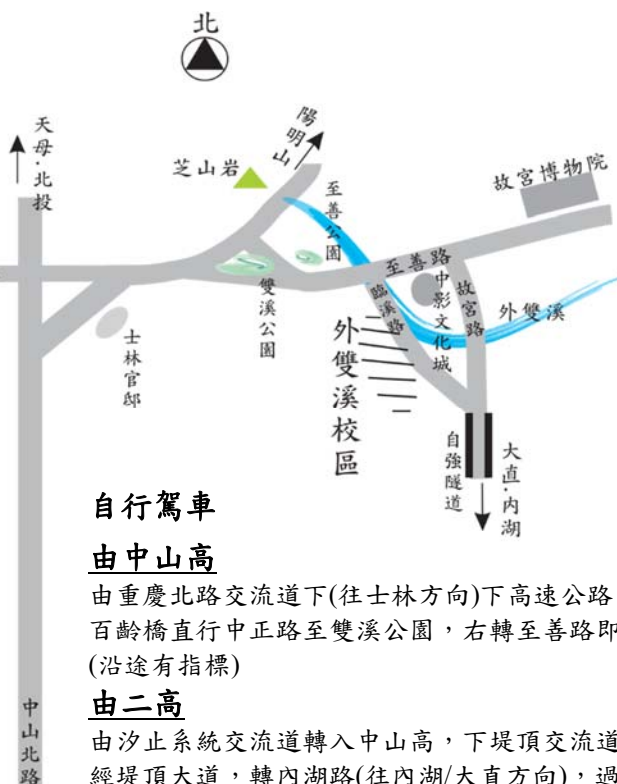 北
天母·北投
陽明山
芝山岩
至善公園
故宮博物院
至善路
雙溪公園
中影文化城
臨溪路
故宮路
外雙溪
士林官邸
外雙溪校區
自強隧道
大直·內湖
中山北路
自行駕車
由中山高
由重慶北路交流道下(往士林方向)下高速公路
百齡橋直行中正路至雙溪公園，右轉至善路即
(沿途有指標)
由二高
由汐止系統交流道轉入中山高，下堤頂交流道
經堤頂大道，轉內湖路(往內湖/大直方向)，過